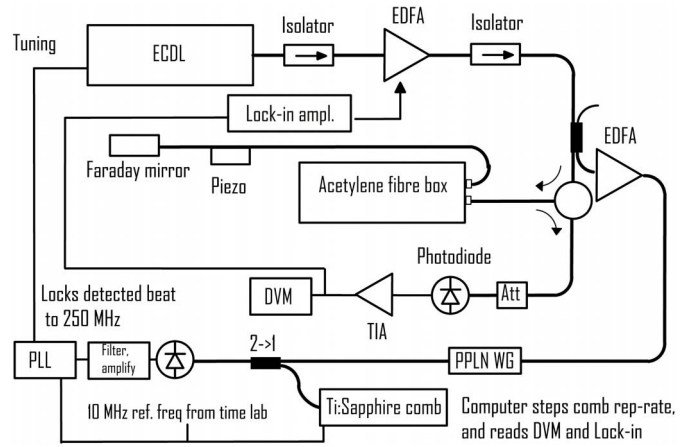 Isolator
EDFA
Isolator
Tuning
ECDL
Lock-in ampl.
EDFA
Faraday mirror
Piezo
Acetylene fibre box
Photodiode
Locks detected beat
to 250 MHz
DVM
TIA
Att
2->1
PLL
Filter,
amplify
PPLN WG
10 MHz ref. freq from time lab
Ti:Sapphire comb
Computer steps comb rep-rate,
and reads DVM and Lock-in